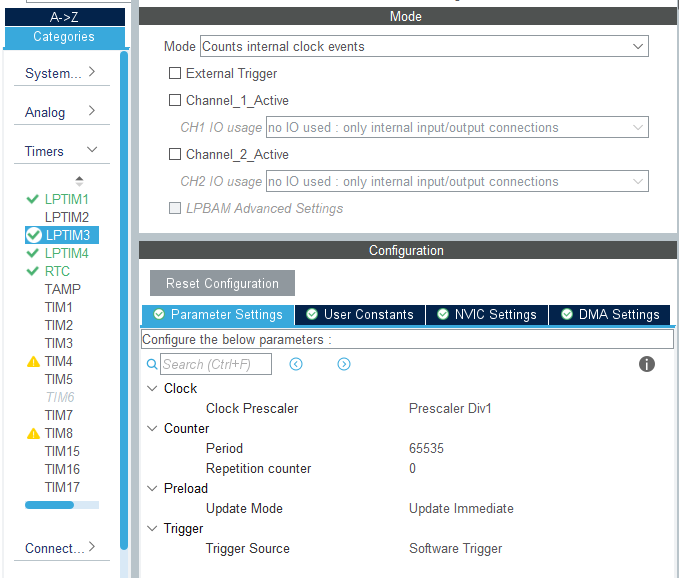 A->Z
Categories
System...
Analog
Timers
LPTIM1
LPTIM2
LPTIM3
LPTIM4
RTC
TAMP
TIM1
TIM2
TIM3
TIM4
TIM5
TIM6
TIM7
TIM8
TIM15
TIM16
TIM17
Connect...
Mode
Mode Counts internal clock events
External Trigger
Channel_1_Active
CH1 IO usage no IO used : only internal input/output connections
Channel_2_Active
CH2 IO usage no IO used : only internal input/output connections
LPBAM Advanced Settings
Configuration
Reset Configuration
Parameter Settings User Constants NVIC Settings DMA Settings
Configure the below parameters :
Search (Ctrl+F)
Clock
Clock Prescaler Prescaler Div1
Counter
Period 65535
Repetition counter 0
Preload
Update Mode Update Immediate
Trigger
Trigger Source Software Trigger